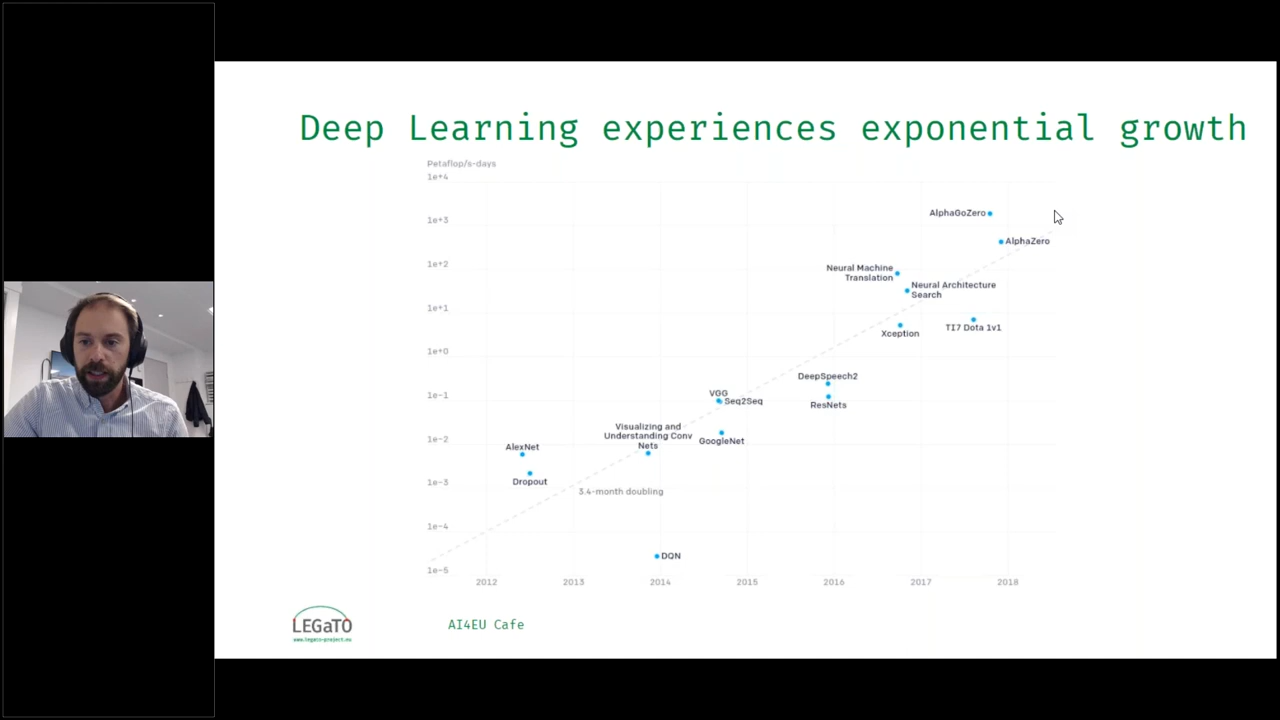 Deep Learning experiences exponential growth
Petaflop/s-days
1e+4
1e+3
1e+2
1e+1
1e+0
1e-1
1e-2
1e-3
1e-4
1e-5
AlphaGoZero
AlphaZero
Neural Machine
Translation
Neural Architecture
Search
Xception
TI7 Dota 1v1
DeepSpeech2
ResNets
VGG
Seq2Seq
GoogleNet
Visualizing and
Understanding Conv
Nets
AlexNet
Dropout
3.4-month doubling
DQN
2012 2013 2014 2015 2016 2017 2018
LEGaTO
www.legato-project.eu
AI4EU Cafe